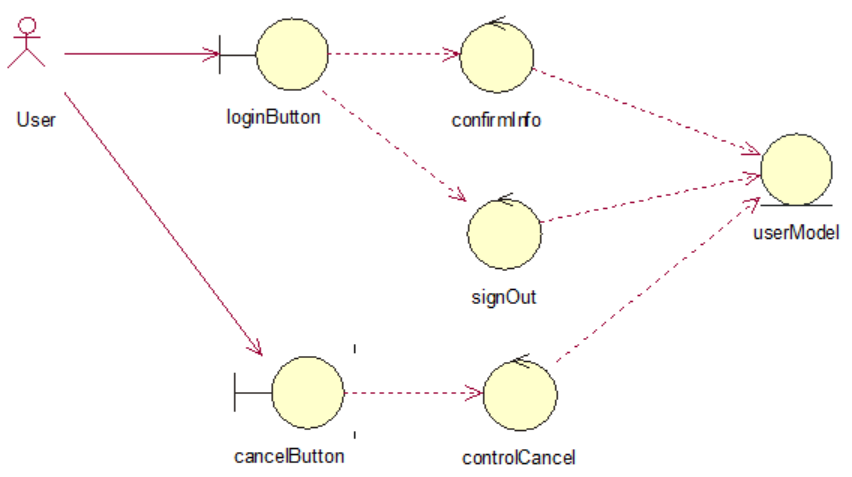 User
loginButton
confirmInfo
userModel
signOut
cancelButton
controlCancel